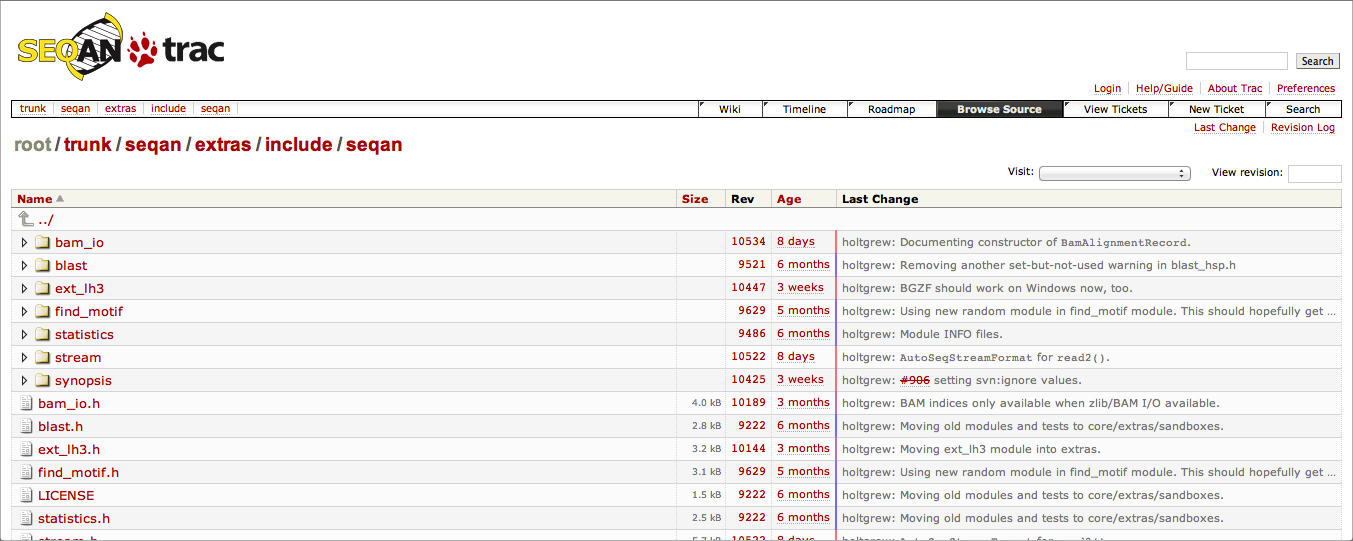 SEQAN trac
Search
Login Help/Guide About Trac Preferences
trunk seqan extras include seqan Wiki Timeline Roadmap Browse Source View Tickets New Ticket Search
Last Change Revision Log
root/trunk/seqan/extras/include/seqan
Visit: View revision:
Name Size Rev Age Last Change
../
bam_io 10534 8 days holtgrew: Documenting constructor of BamAlignmentRecord.
blast 9521 6 months holtgrew: Removing another set-but-not-used warning in blast_hsp.h
ext_lh3 10447 3 weeks holtgrew: BGZF should work on Windows now, too.
find_motif 9629 5 months holtgrew: Using new random module in find_motif module. This should hopefully get ...
statistics 9486 6 months holtgrew: Module INFO files.
stream 10522 8 days holtgrew: AutoSeqStreamFormat for read2().
synopsis 10425 3 weeks holtgrew: #906 setting svn:ignore values.
bam_io.h 4.0 kB 10189 3 months holtgrew: BAM indices only available when zlib/BAM I/O available.
blast.h 2.8 kB 9222 6 months holtgrew: Moving old modules and tests to core/extras/sandboxes.
ext_lh3.h 3.2 kB 10144 3 months holtgrew: Moving ext_lh3 module into extras.
find_motif.h 3.1 kB 9629 5 months holtgrew: Using new random module in find_motif module. This should hopefully get ...
LICENSE 1.5 kB 9222 6 months holtgrew: Moving old modules and tests to core/extras/sandboxes.
statistics.h 2.5 kB 9222 6 months holtgrew: Moving old modules and tests to core/extras/sandboxes.